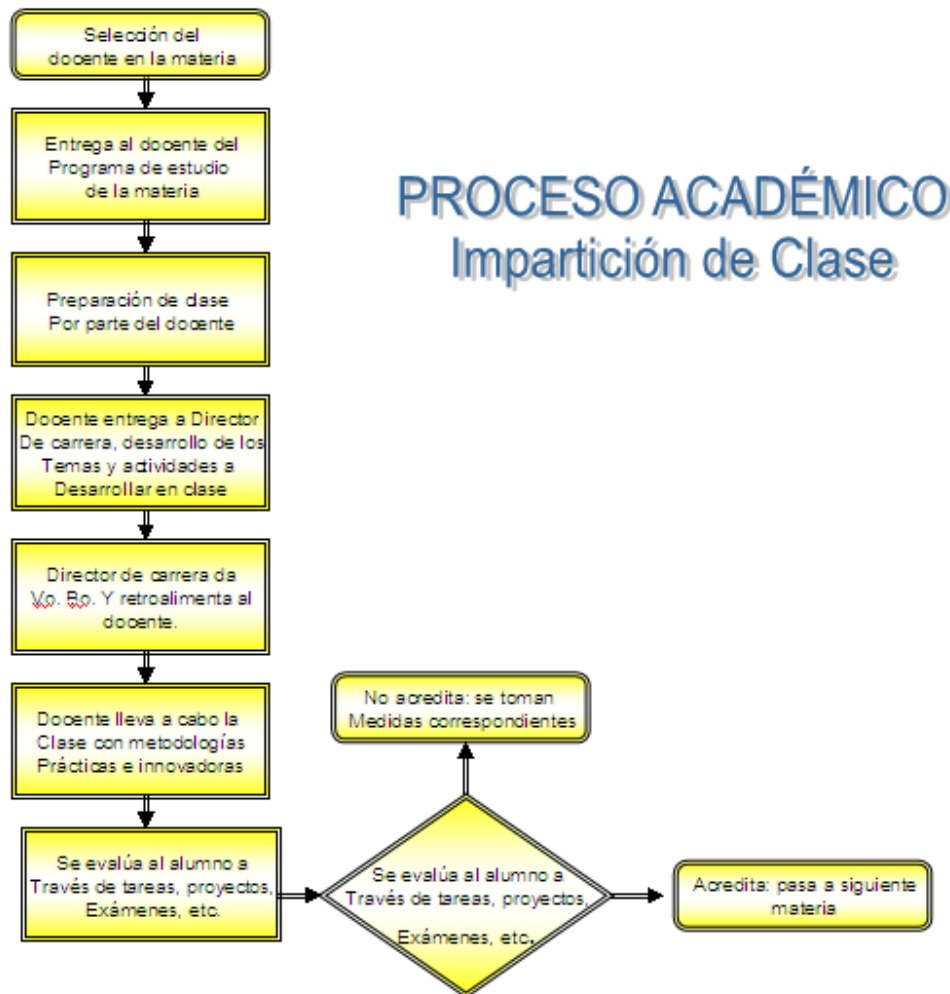 Selección del
docente en la materia
Entrega al docente del
Programa de estudio
de la materia
PROCESO ACADÉMICO
Impartición de Clase
Preparación de clase
Por parte del docente
Docente entrega a Director
De carrera, desarrollo de los
Temas y actividades a
Desarrollar en clase
Director de carrera da
Vo. Bo. Y retroalimenta al
docente.
Docente lleva a cabo la
Clase con metodologías
Prácticas e innovadoras
Se evalúa al alumno a
Través de tareas, proyectos,
Exámenes, etc.
No acredita: se toman
Medidas correspondientes
Se evalúa al alumno a
Través de tareas, proyectos,
Exámenes, etc.
Acredita: pasa a siguiente
materia